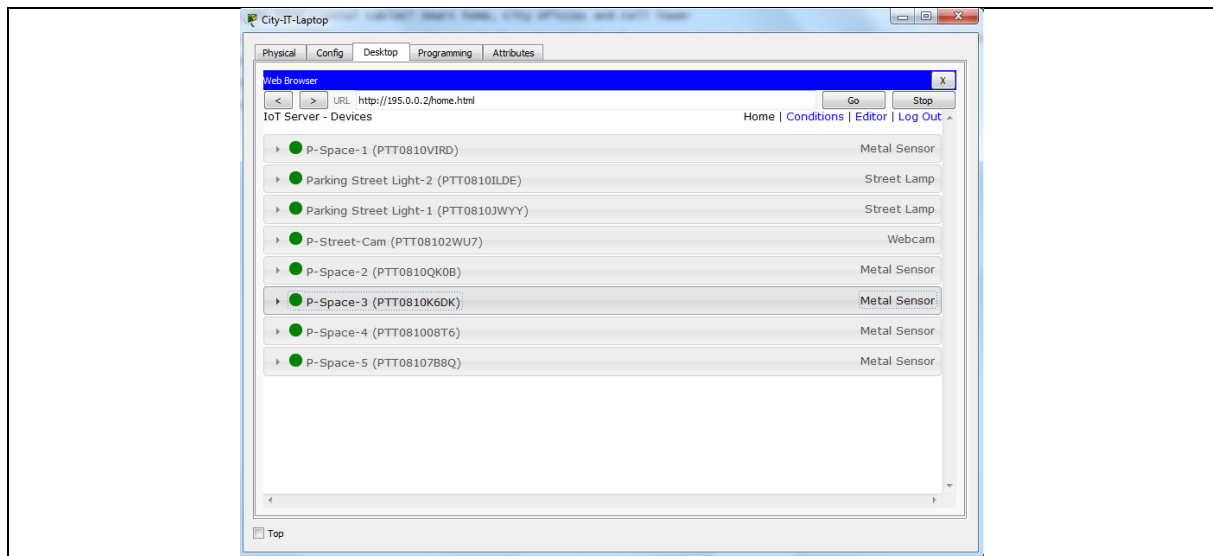 City-IT-Laptop
Physical Config Desktop Programming Attributes
Web Browser X
< > URL http://195.0.0.2/home.html Go Stop
IoT Server - Devices Home | Conditions | Editor | Log Out
P-Space-1 (PTT0810VIRD) Metal Sensor
Parking Street Light-2 (PTT0810ILDE) Street Lamp
Parking Street Light-1 (PTT0810JWYY) Street Lamp
P-Street-Cam (PTT08102WU7) Webcam
P-Space-2 (PTT0810QK0B) Metal Sensor
P-Space-3 (PTT0810K6DK) Metal Sensor
P-Space-4 (PTT081008T6) Metal Sensor
P-Space-5 (PTT08107B8Q) Metal Sensor
Top